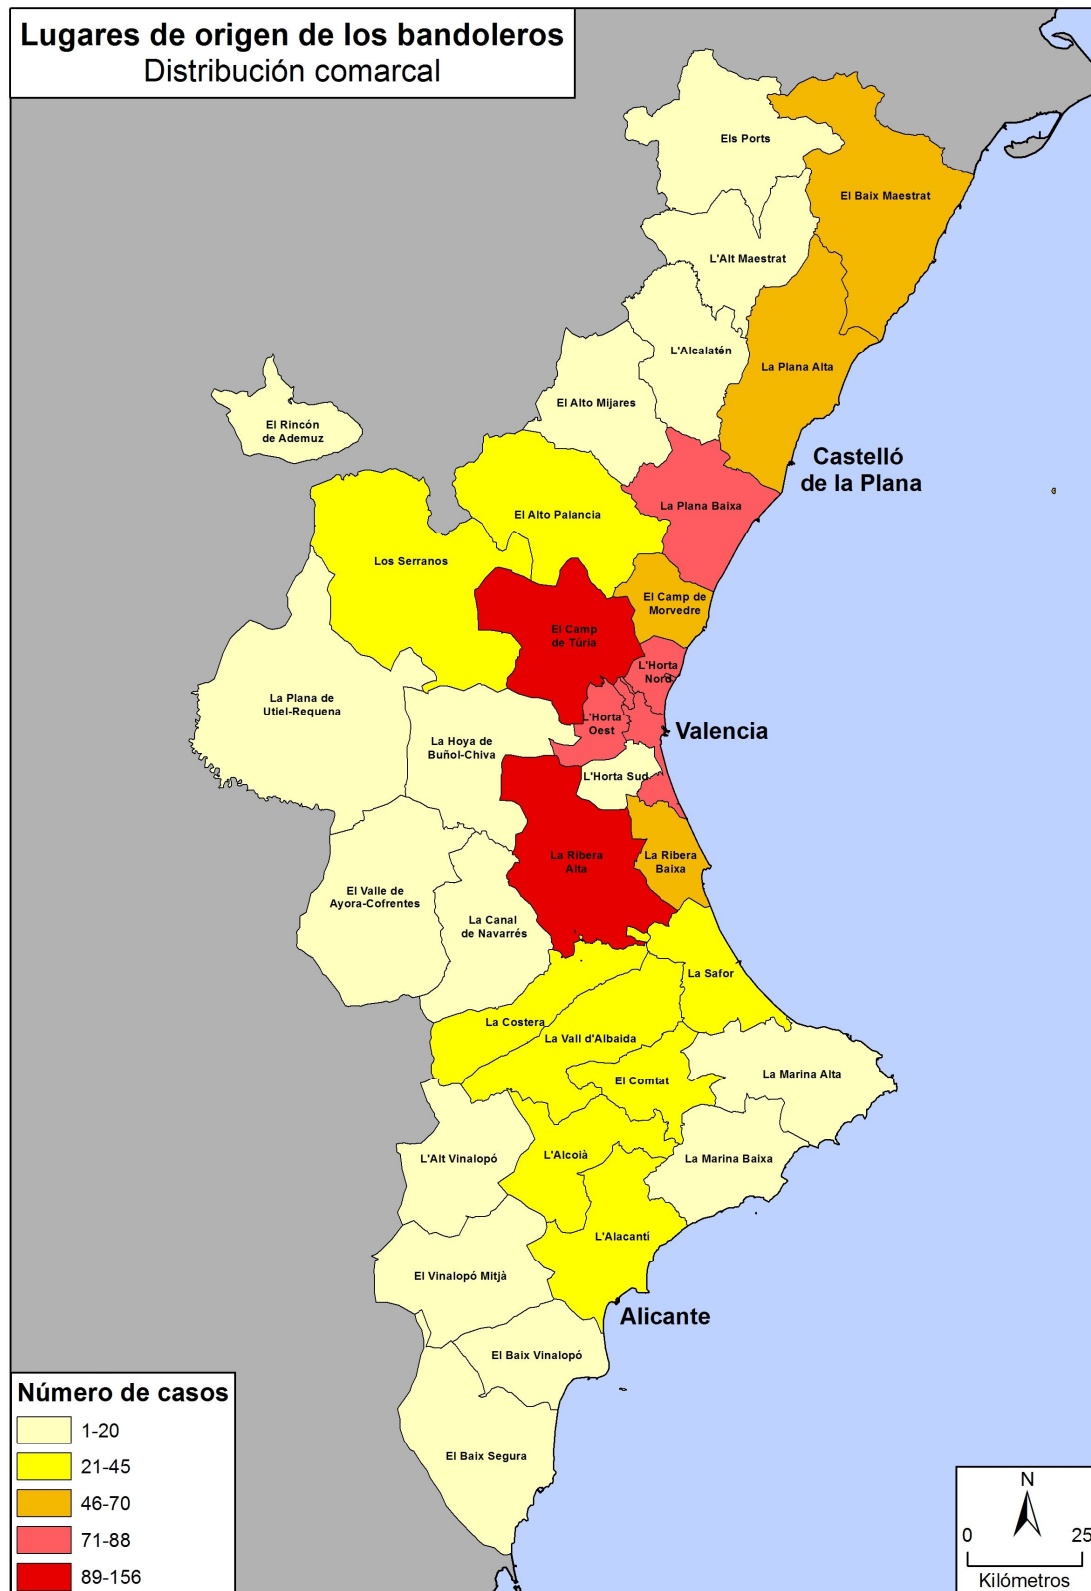 Lugares de origen de los bandoleros
Distribución comarcal
Els Ports
El Baix Maestrat
L'Alt Maestrat
L'Alcalatén
La Plana Alta
El Alto Mijares
El Rincón
de Ademuz
Castelló
de la Plana
La Plana Baixa
El Alto Palancia
Los Serranos
El Camp de
Morvedre
El Camp
de Túria
L'Horta
Nord
La Plana de
Utiel-Requena
L'Horta
Oest
Valencia
La Hoya de
Buñol-Chiva
L'Horta Sud
La Ribera
Alta
La Ribera
Baixa
El Valle de
Ayora-Cofrentes
La Canal
de Navarrés
La Safor
La Costera
La Vall d'Albaida
La Marina Alta
El Comtat
L'Alt Vinalopó
L'Alcoià
La Marina Baixa
L'Alacantí
El Vinalopó Mitjà
Alicante
El Baix Vinalopó
El Baix Segura
Número de casos
1-20
21-45
46-70
71-88
89-156
N
0 25
Kilómetros